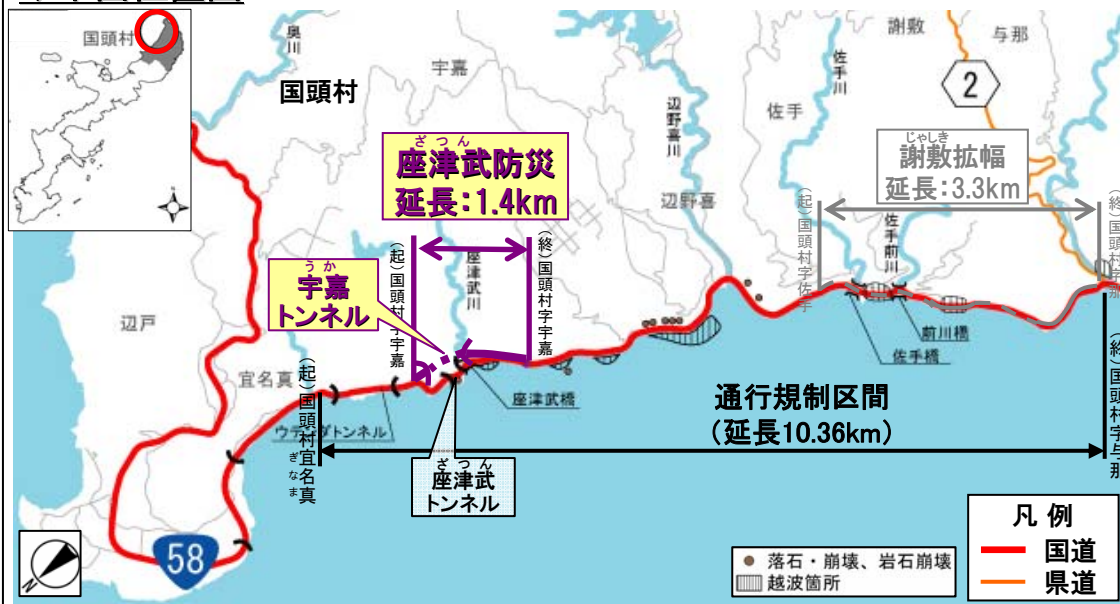 国頭村
奥川
国頭村
宇嘉
辺野喜川
佐手川
謝敷
与那
2
佐手
辺野喜
ざつん
座津武防災
延長：1.4km
じゃしき
謝敷拡幅
延長：3.3km
（起）国頭村字佐手
佐手前川
（終）国頭村字与那
うか
宇嘉
トンネル
（起）国頭村字宇嘉
座津武川
（終）国頭村字宇嘉
辺戸
宜名真
（起）国頭村宜名真
ぎなま
ウテンダトンネル
座津武橋
前川橋
佐手橋
通行規制区間
（延長10.36km）
（終）国頭村字与那
ざつん
座津武
トンネル
58
N
落石・崩壊、岩石崩壊
越波箇所
凡 例
国道
県道